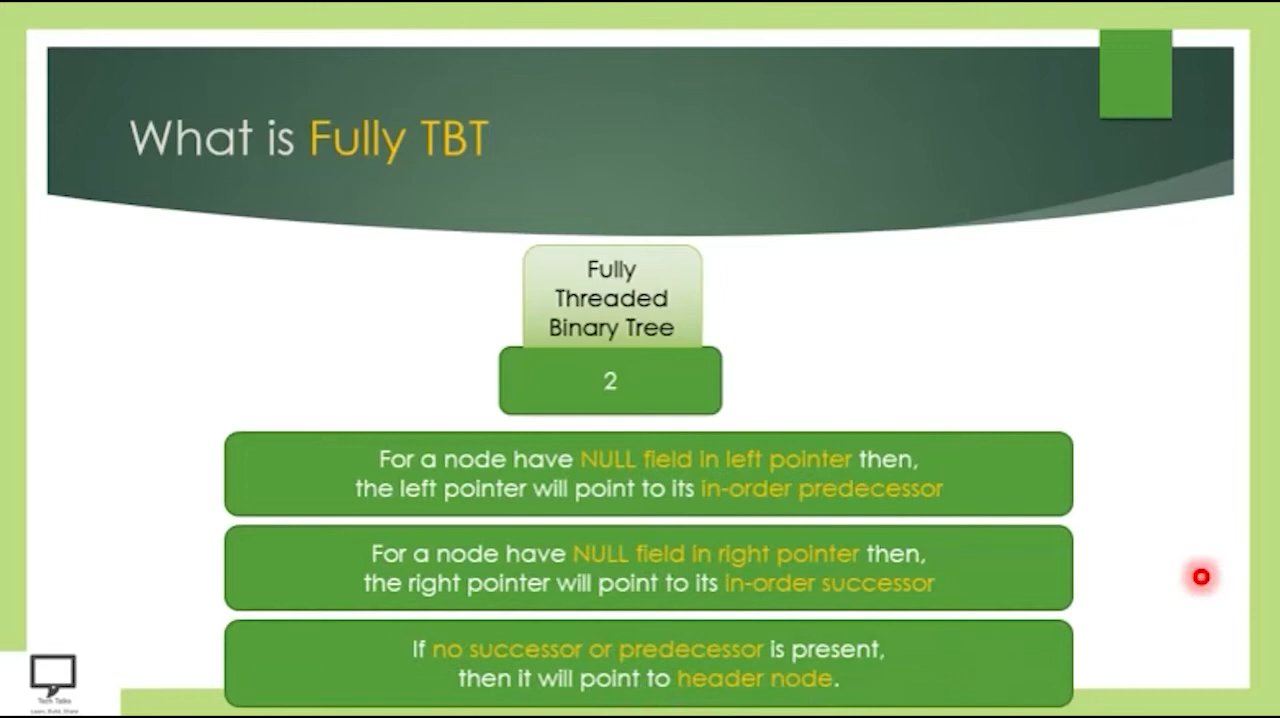 What is Fully TBT
Fully
Threaded
Binary Tree
2
For a node have NULL field in left pointer then,
the left pointer will point to its in-order predecessor
For a node have NULL field in right pointer then,
the right pointer will point to its in-order successor
If no successor or predecessor is present,
then it will point to header node.
Tech Talks
Learn, Build, Share